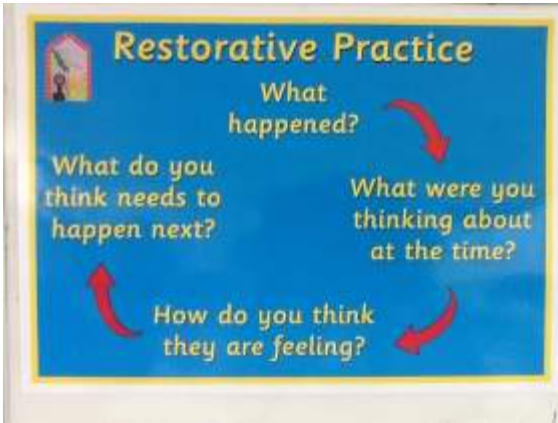 Restorative Practice
What
happened?
What were you
thinking about
at the time?
How do you think
they are feeling?
What do you
think needs to
happen next?